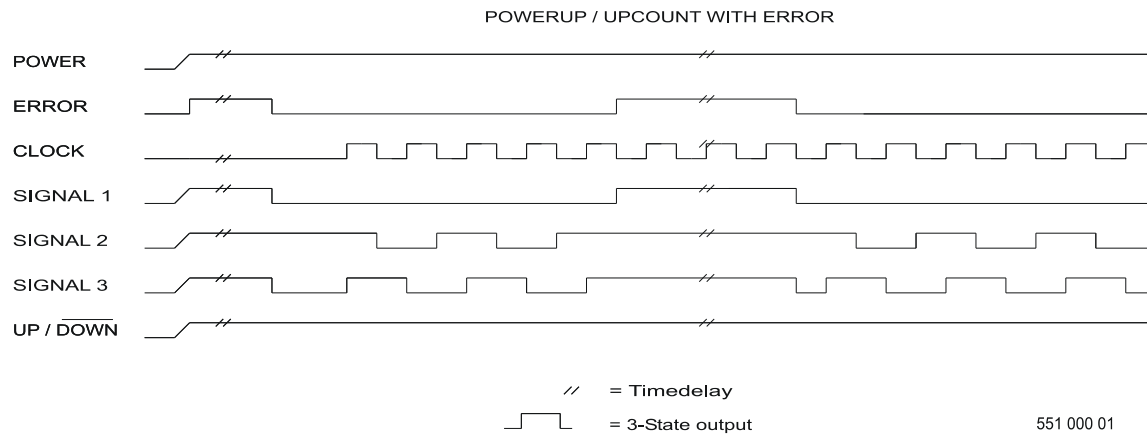 POWERUP / UPCOUNT WITH ERROR
POWER
ERROR
CLOCK
SIGNAL 1
SIGNAL 2
SIGNAL 3
UP / DOWN
// = Timedelay
= 3-State output
551 000 01